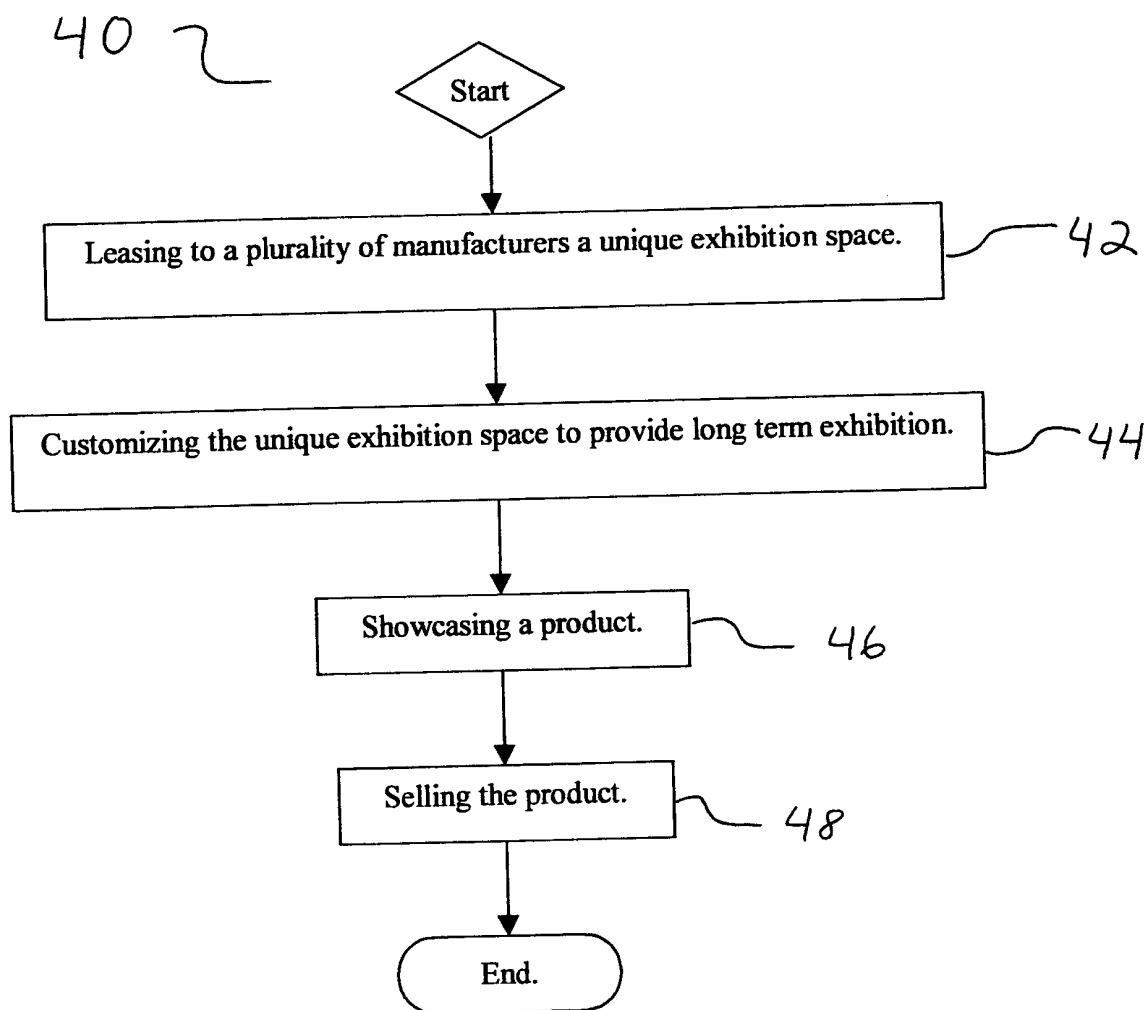 40
Start
Leasing to a plurality of manufacturers a unique exhibition space.
42
Customizing the unique exhibition space to provide long term exhibition.
44
Showcasing a product.
46
Selling the product.
48
End.